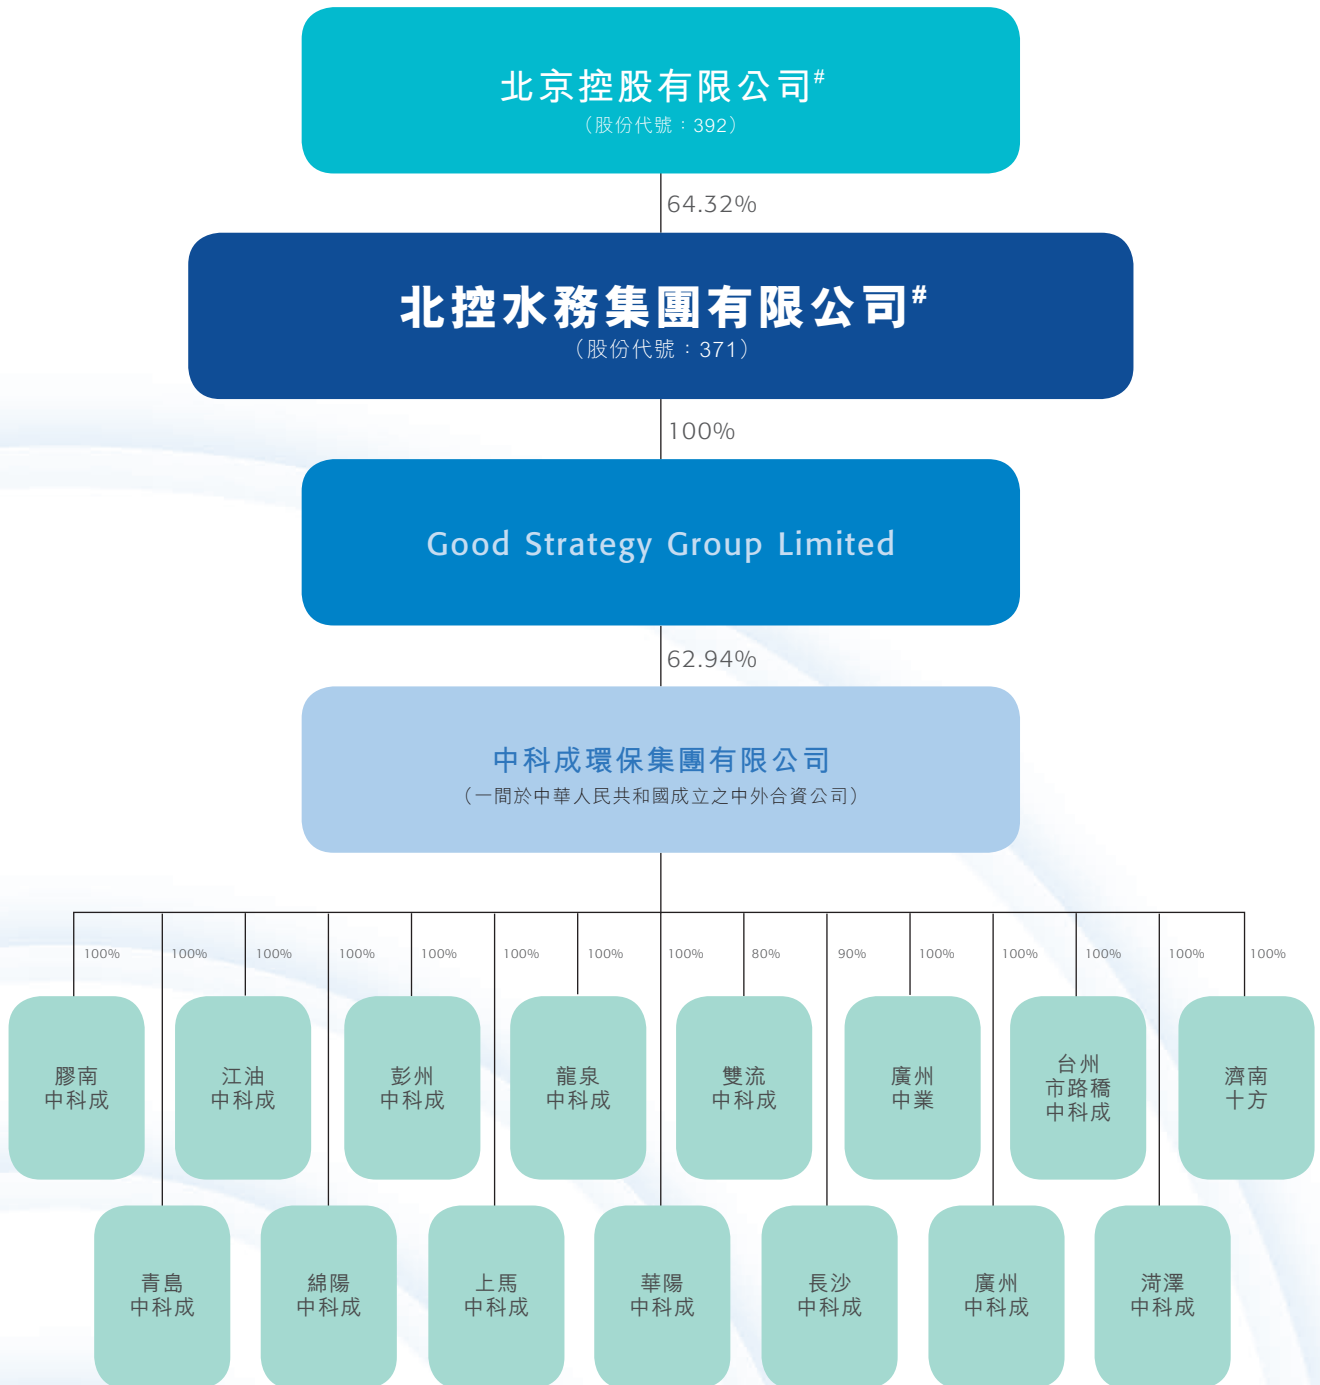 北京控股有限公司#
（股份代號：392）
64.32%
北控水務集團有限公司#
（股份代號：371）
100%
Good Strategy Group Limited
62.94%
中科成環保集團有限公司
（一間於中華人民共和國成立之中外合資公司）
100% 100% 100% 100% 100% 100% 100% 100% 80% 90% 100% 100% 100% 100% 100%
膠南
中科成
江油
中科成
彭州
中科成
龍泉
中科成
雙流
中科成
廣州
中業
台州
市路橋
中科成
濟南
十方
青島
中科成
綿陽
中科成
上馬
中科成
華陽
中科成
長沙
中科成
廣州
中科成
菏澤
中科成